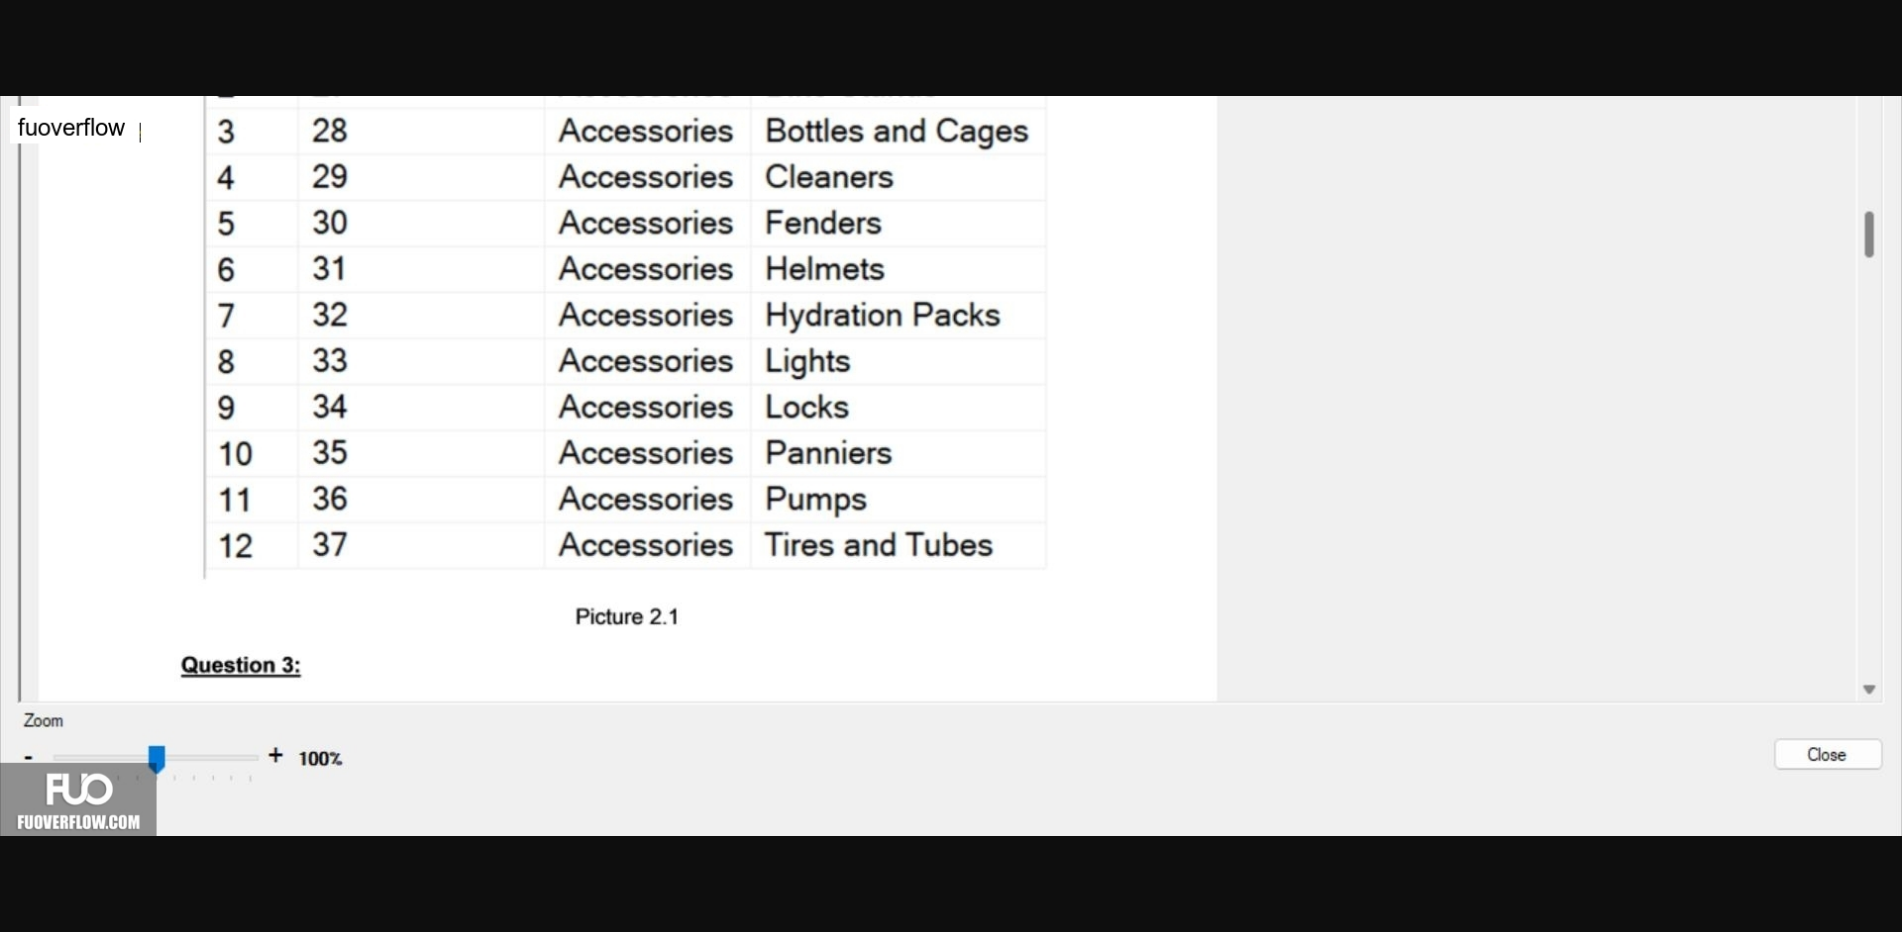 fuoverflow
3 28 Accessories Bottles and Cages
4 29 Accessories Cleaners
5 30 Accessories Fenders
6 31 Accessories Helmets
7 32 Accessories Hydration Packs
8 33 Accessories Lights
9 34 Accessories Locks
10 35 Accessories Panniers
11 36 Accessories Pumps
12 37 Accessories Tires and Tubes
Picture 2.1
Question 3:
Zoom
- + 100%
Close
FUO
FUOVERFLOW.COM